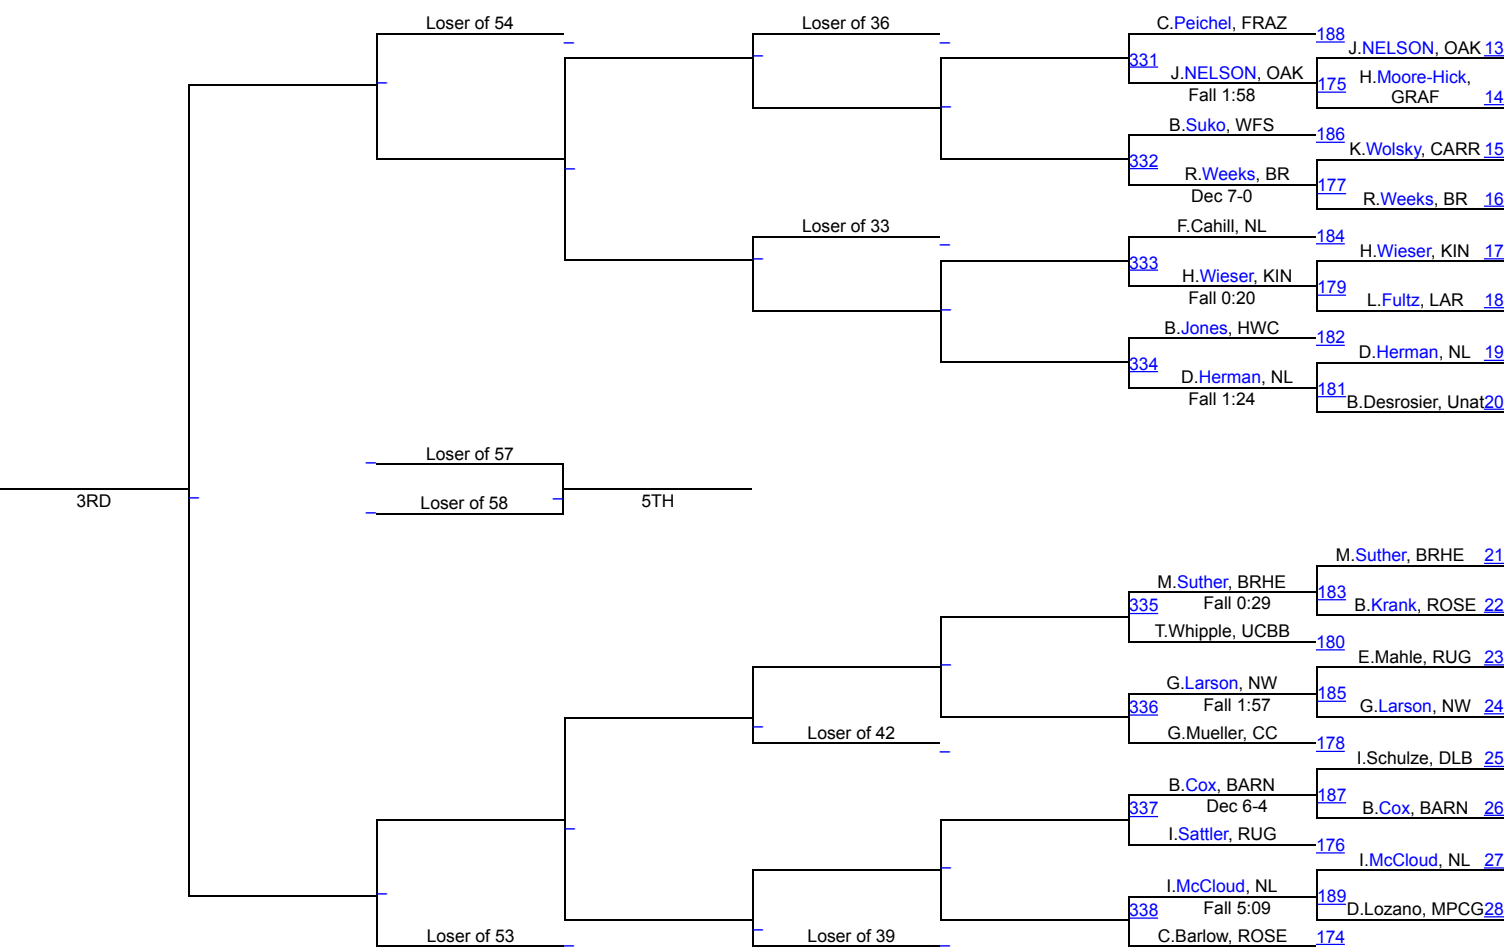 Loser of 54
Loser of 36
C.Peichel, FRAZ
188
J.NELSON, OAK 13
331
J.NELSON, OAK
Fall 1:58
175
H.Moore-Hick,
GRAF 14
B.Suko, WFS
186
K.Wolsky, CARR 15
332
R.Weeks, BR
Dec 7-0
177
R.Weeks, BR 16
Loser of 33
F.Cahill, NL
184
H.Wieser, KIN 17
333
H.Wieser, KIN
Fall 0:20
179
L.Fultz, LAR 18
B.Jones, HWC
182
D.Herman, NL 19
334
D.Herman, NL
Fall 1:24
181
B.Desrosier, Unat20
Loser of 57
3RD
Loser of 58
5TH
M.Suther, BRHE 21
M.Suther, BRHE
335
Fall 0:29
183
B.Krank, ROSE 22
T.Whipple, UCBB
180
E.Mahle, RUG 23
G.Larson, NW
336
Fall 1:57
185
G.Larson, NW 24
Loser of 42
G.Mueller, CC
178
I.Schulze, DLB 25
B.Cox, BARN
337
Dec 6-4
187
B.Cox, BARN 26
I.Sattler, RUG
176
I.McCloud, NL 27
I.McCloud, NL
338
Fall 5:09
189
D.Lozano, MPCG28
Loser of 53
Loser of 39
C.Barlow, ROSE
174